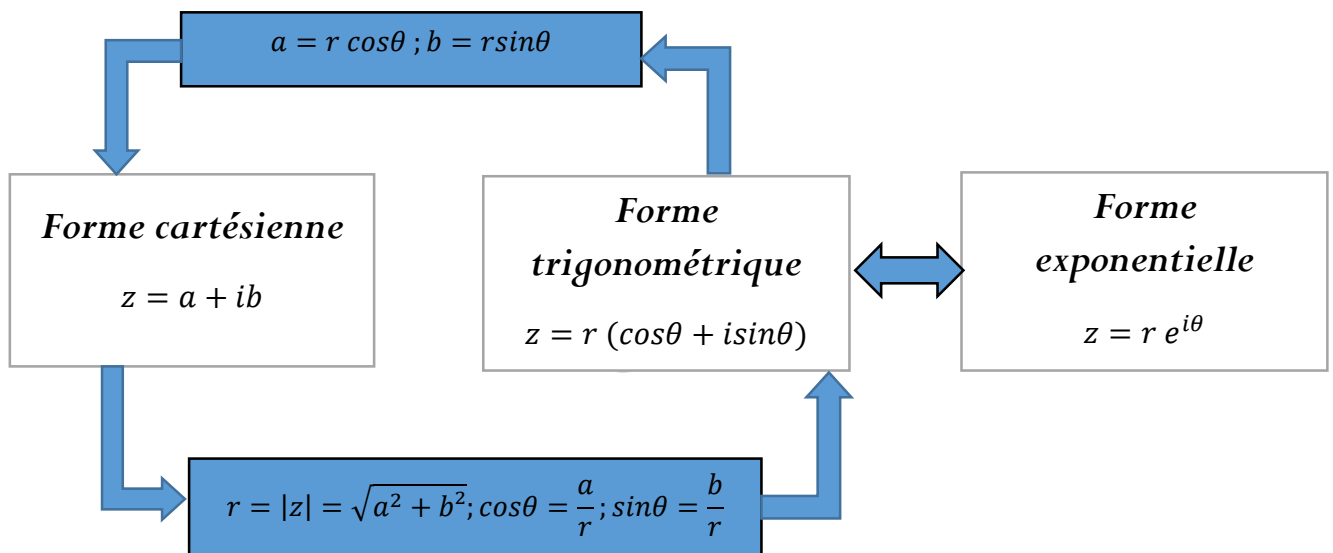 a = r cosθ ; b = rsinθ
Forme cartésienne
z = a + ib
Forme
trigonométrique
z = r (cosθ + isinθ)
Forme
exponentielle
z = r e^{iθ}
r = |z| = √(a² + b²); cosθ = a/r ; sinθ = b/r